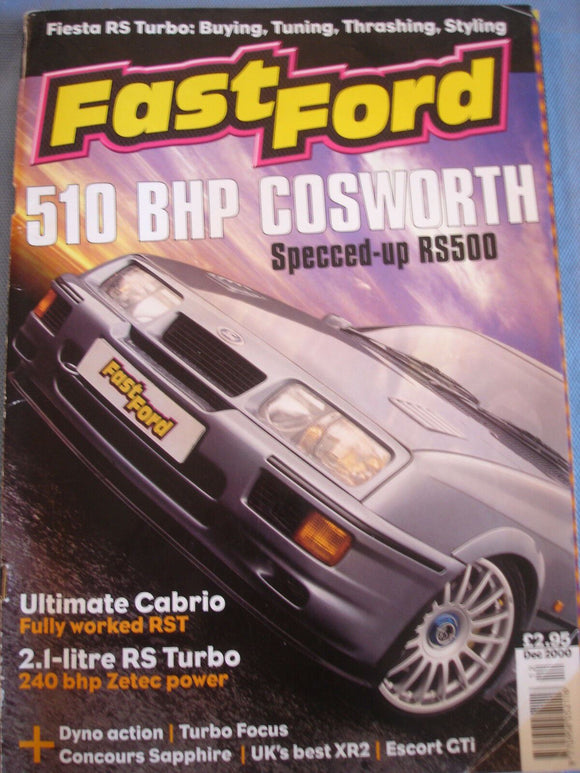 Fiesta RS Turbo: Buying, Tuning, Thrashing, Styling
Fast Ford
510 BHP COSWORTH
Specced-up RS500
Fast
Ford
Ultimate Cabrio
Fully worked RST
2.1-litre RS Turbo
240 bhp Zetec power
£2.95
Dec 2000
+ Dyno action | Turbo Focus
Concours Sapphire | UK's best XR2 | Escort GTi